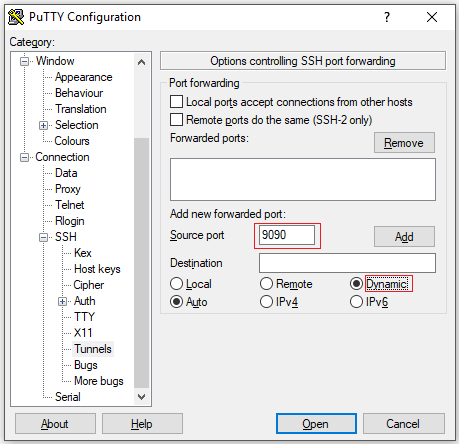 PuTTY Configuration
Category:
Window
Appearance
Behaviour
Translation
Selection
Colours
Connection
Data
Proxy
Telnet
Rlogin
SSH
Kex
Host keys
Cipher
Auth
TTY
X11
Tunnels
Bugs
More bugs
Serial
Options controlling SSH port forwarding
Port forwarding
Local ports accept connections from other hosts
Remote ports do the same (SSH-2 only)
Forwarded ports: Remove
Add new forwarded port:
Source port 9090 Add
Destination
Local Remote Dynamic
Auto IPv4 IPv6
About Help Open Cancel